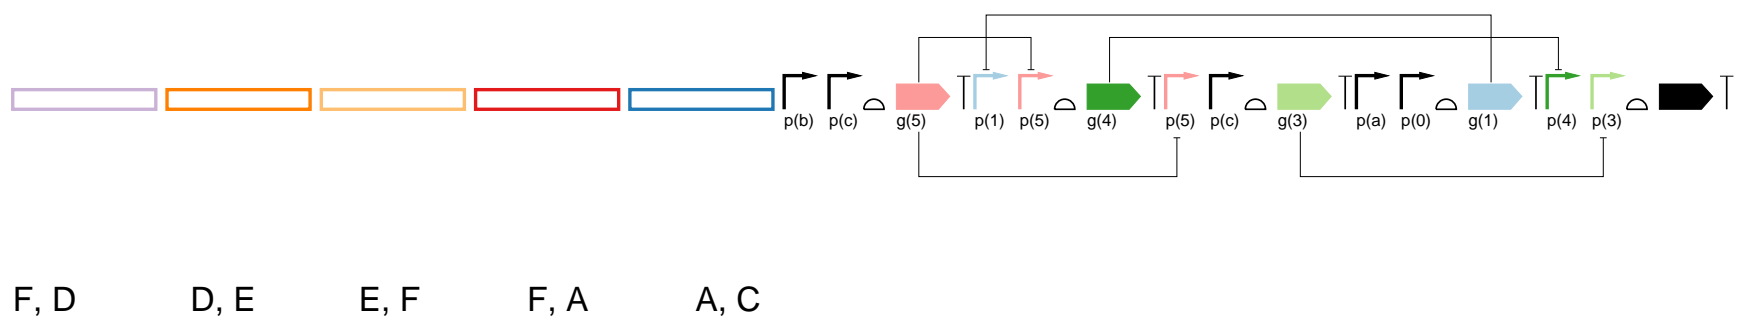 p(b) p(c) g(5) p(1) p(5) g(4) p(5) p(c) g(3) p(a) p(0) g(1) p(4) p(3)
F, D D, E E, F F, A A, C